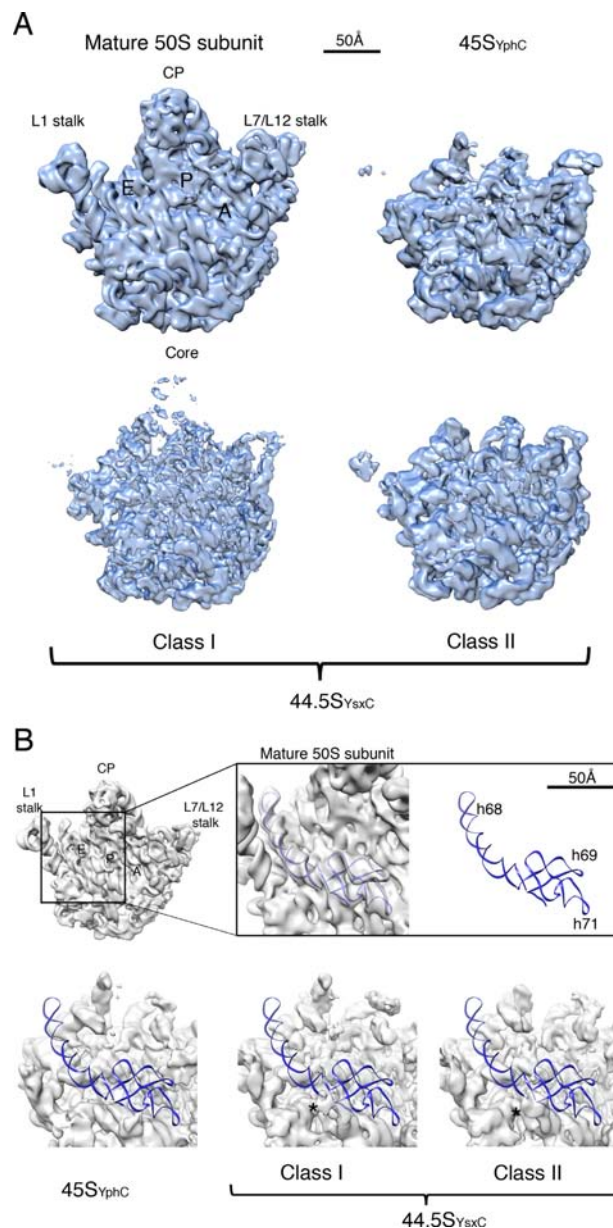 A
Mature 50S subunit
50Å
45SYphC
CP
L1 stalk
L7/L12 stalk
E
P
A
Core
Class I
Class II
44.5SYsxC
B
Mature 50S subunit
CP
L1
stalk
L7/L12
stalk
E
P
A
50Å
h68
h69
h71
*
*
45SYphC
Class I
Class II
44.5SYsxC